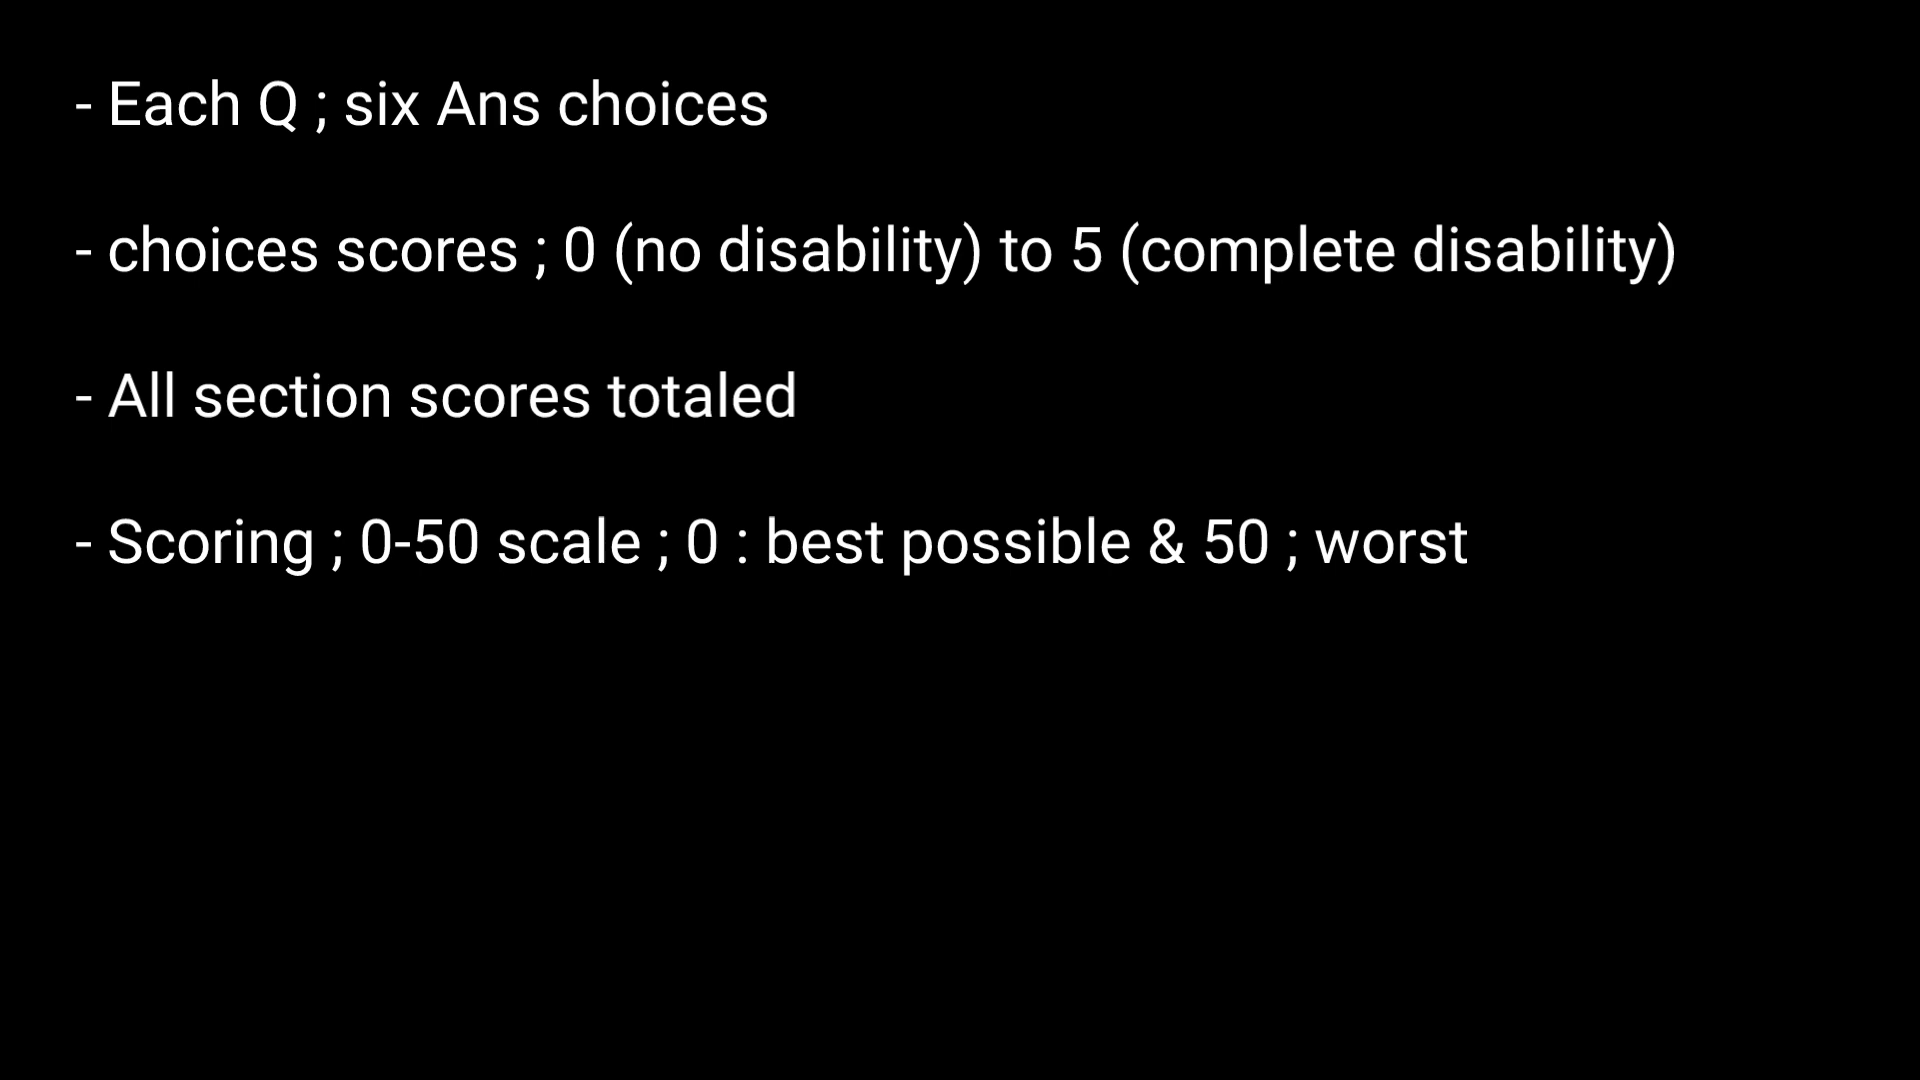 - Each Q ; six Ans choices
- choices scores ; 0 (no disability) to 5 (complete disability)
- All section scores totaled
- Scoring ; 0-50 scale ; 0 : best possible & 50 ; worst